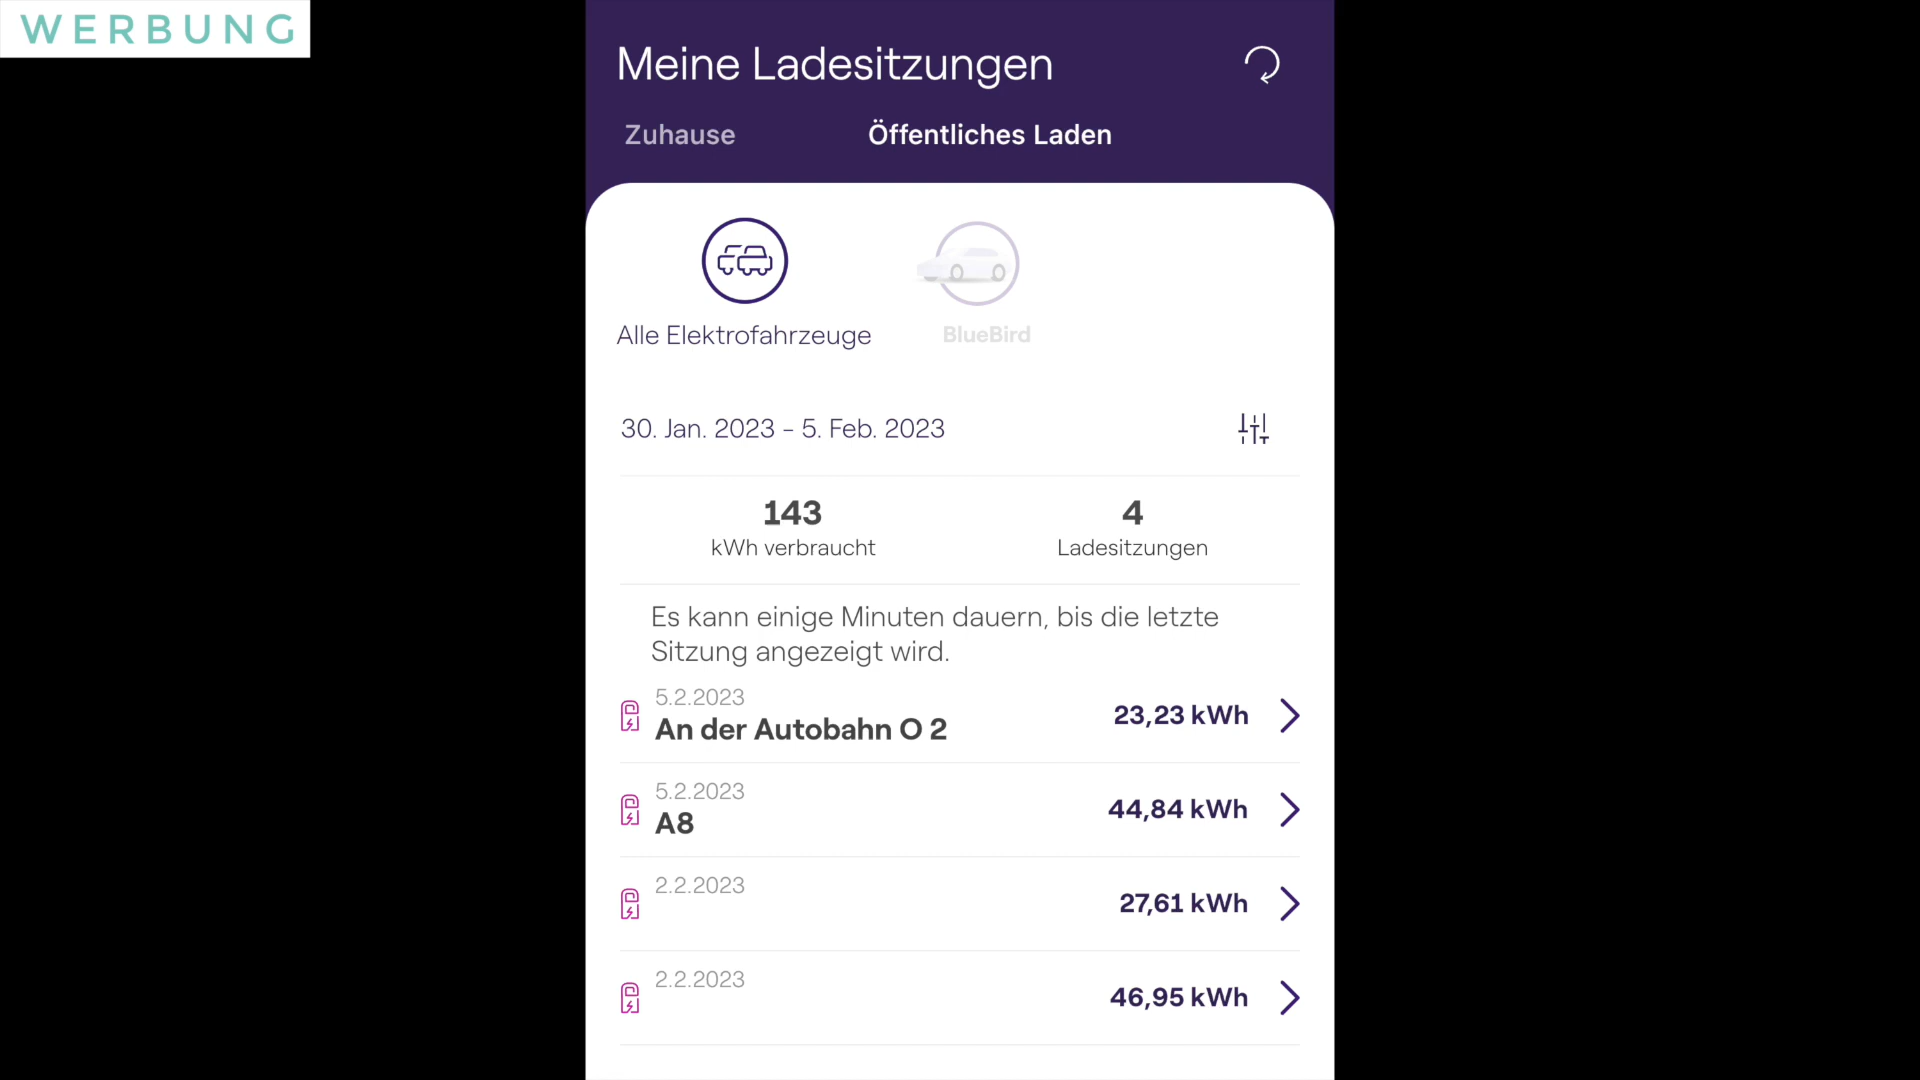 WERBUNG
Meine Ladesitzungen
Zuhause
Öffentliches Laden
Alle Elektrofahrzeuge
BlueBird
30. Jan. 2023 - 5. Feb. 2023
143
kWh verbraucht
4
Ladesitzungen
Es kann einige Minuten dauern, bis die letzte
Sitzung angezeigt wird.
5.2.2023
An der Autobahn O 2
23,23 kWh
5.2.2023
A8
44,84 kWh
2.2.2023
27,61 kWh
2.2.2023
46,95 kWh